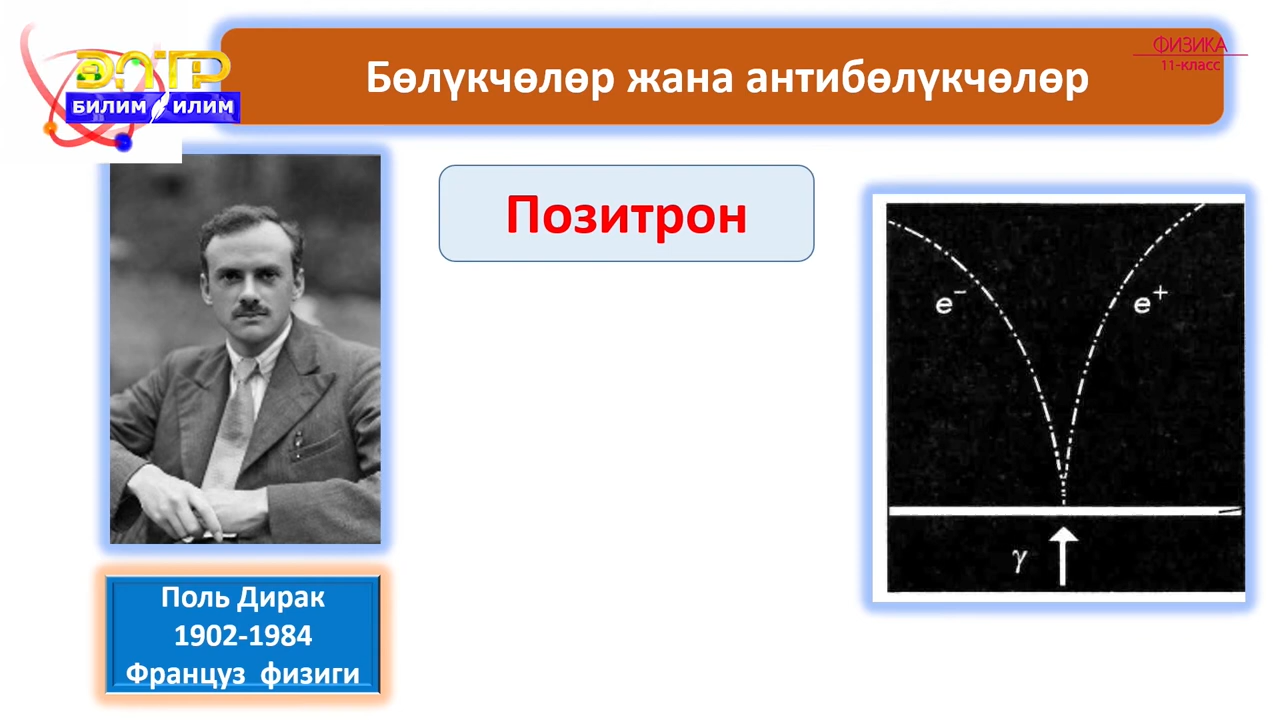 ЭЛТР
БИЛИМ ИЛИМ
Бөлүкчөлөр жана антибөлүкчөлөр
ФИЗИКА
11-класс
Позитрон
e⁻
e⁺
γ
Поль Дирак
1902-1984
Француз физиги